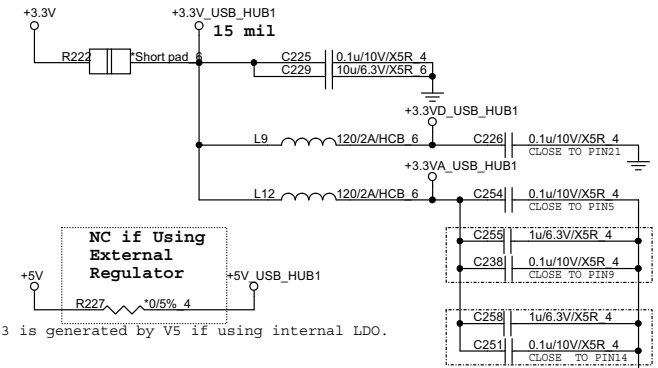 +3.3V
+3.3V_USB_HUB1
15 mil
R222
*Short pad_6
C225
0.1u/10V/X5R_4
C229
10u/6.3V/X5R_6
+3.3VD_USB_HUB1
L9
120/2A/HCB_6
C226
0.1u/10V/X5R_4
CLOSE TO PIN21
+3.3VA_USB_HUB1
L12
120/2A/HCB_6
C254
0.1u/10V/X5R_4
CLOSE TO PIN5
NC if Using
External
Regulator
C255
1u/6.3V/X5R_4
+5V
+5V_USB_HUB1
C238
0.1u/10V/X5R_4
CLOSE TO PIN9
R227
*0/5%_4
3 is generated by V5 if using internal LDO.
C258
1u/6.3V/X5R_4
C251
0.1u/10V/X5R_4
CLOSE TO PIN14